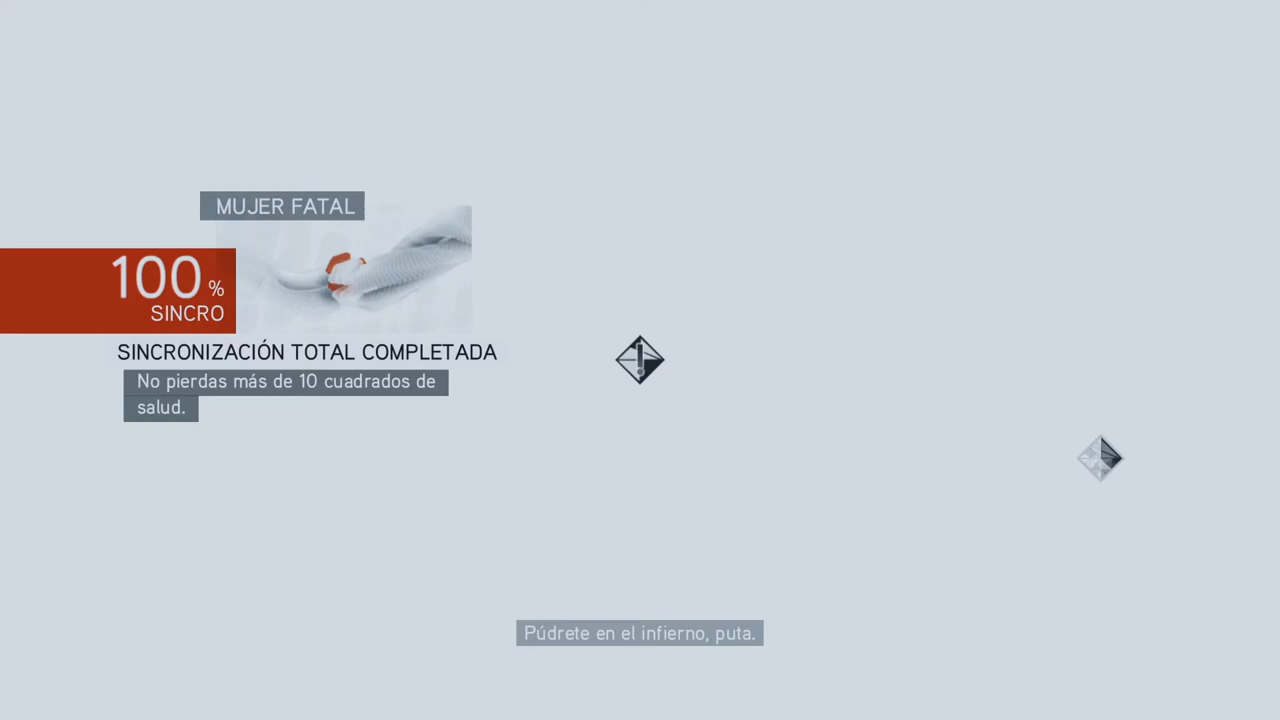 MUJER FATAL
100 %
SINCRO
SINCRONIZACIÓN TOTAL COMPLETADA
No pierdas más de 10 cuadrados de
salud.
Púdrete en el infierno, puta.